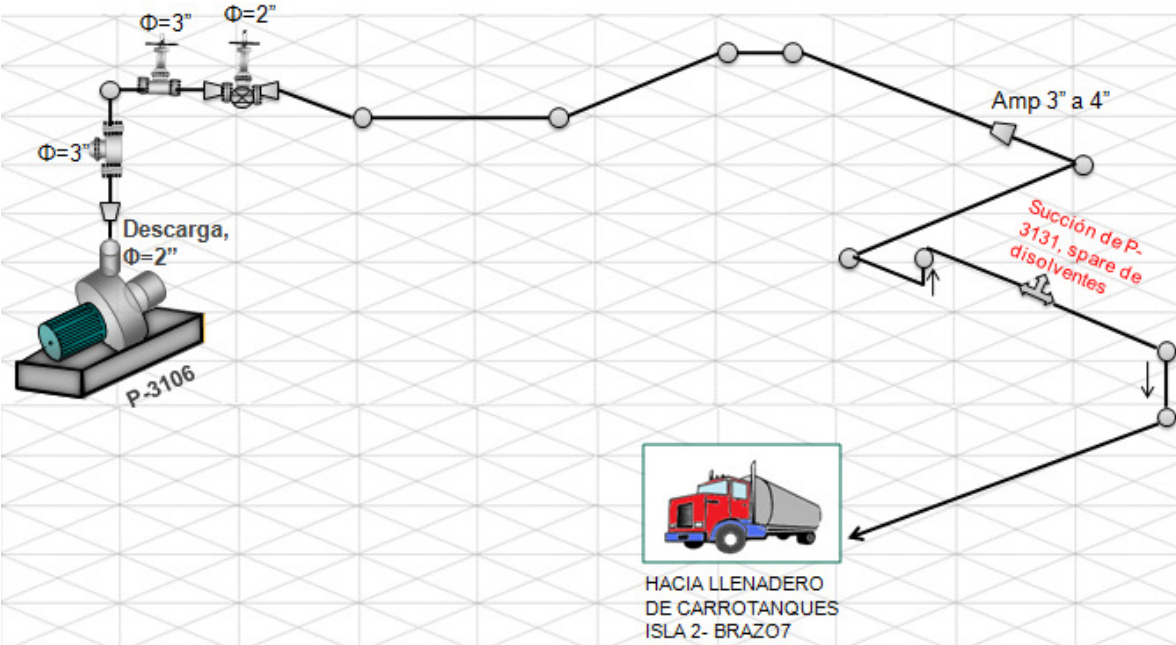 Φ=3”
Φ=2”
Amp 3” a 4”
Φ=3”
Descarga,
Φ=2”
Succión de P-
3131, spare de
disolventes
P-3106
HACIA LLENADERO
DE CARROTANQUES
ISLA 2- BRAZO7